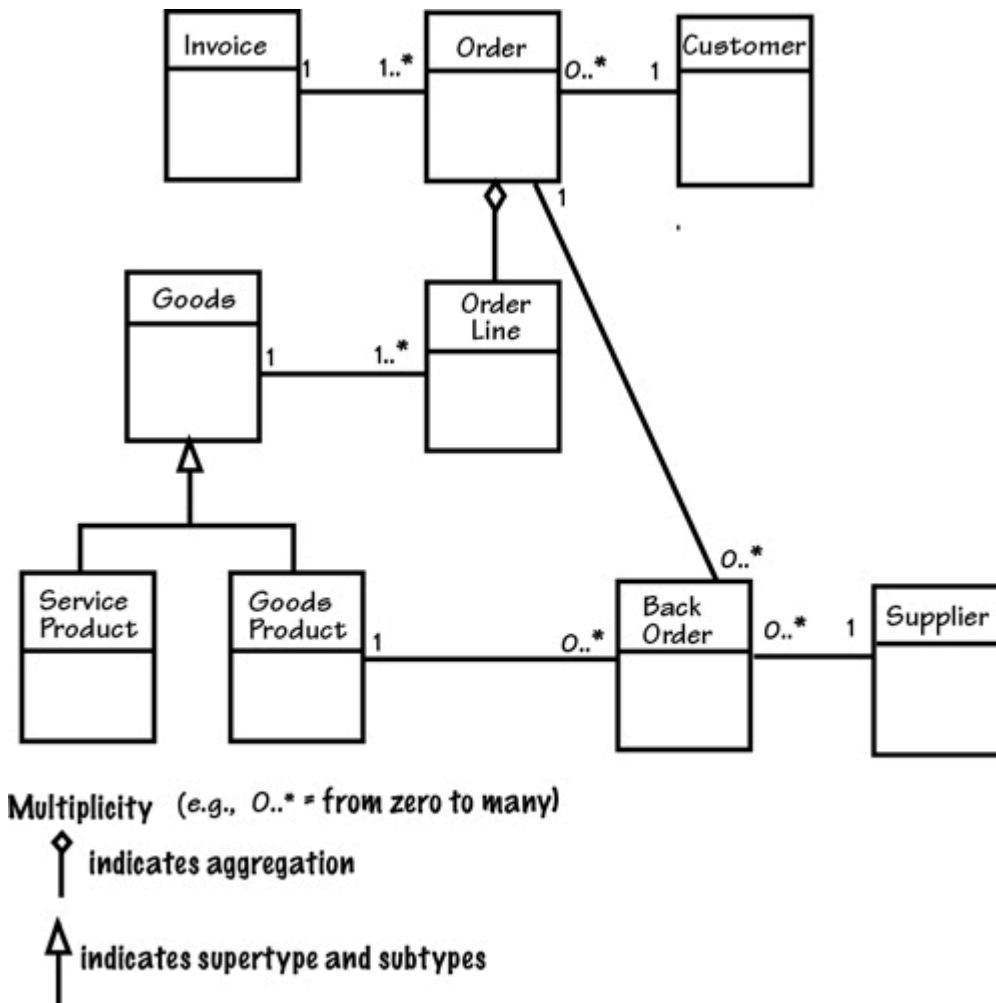 Invoice
Order
Customer
1
1..*
0..*
1
1
Goods
Order
Line
1
1..*
0..*
Service
Product
Goods
Product
Back
Order
Supplier
1
0..*
0..*
1
Multiplicity (e.g., 0..* = from zero to many)
indicates aggregation
indicates supertype and subtypes